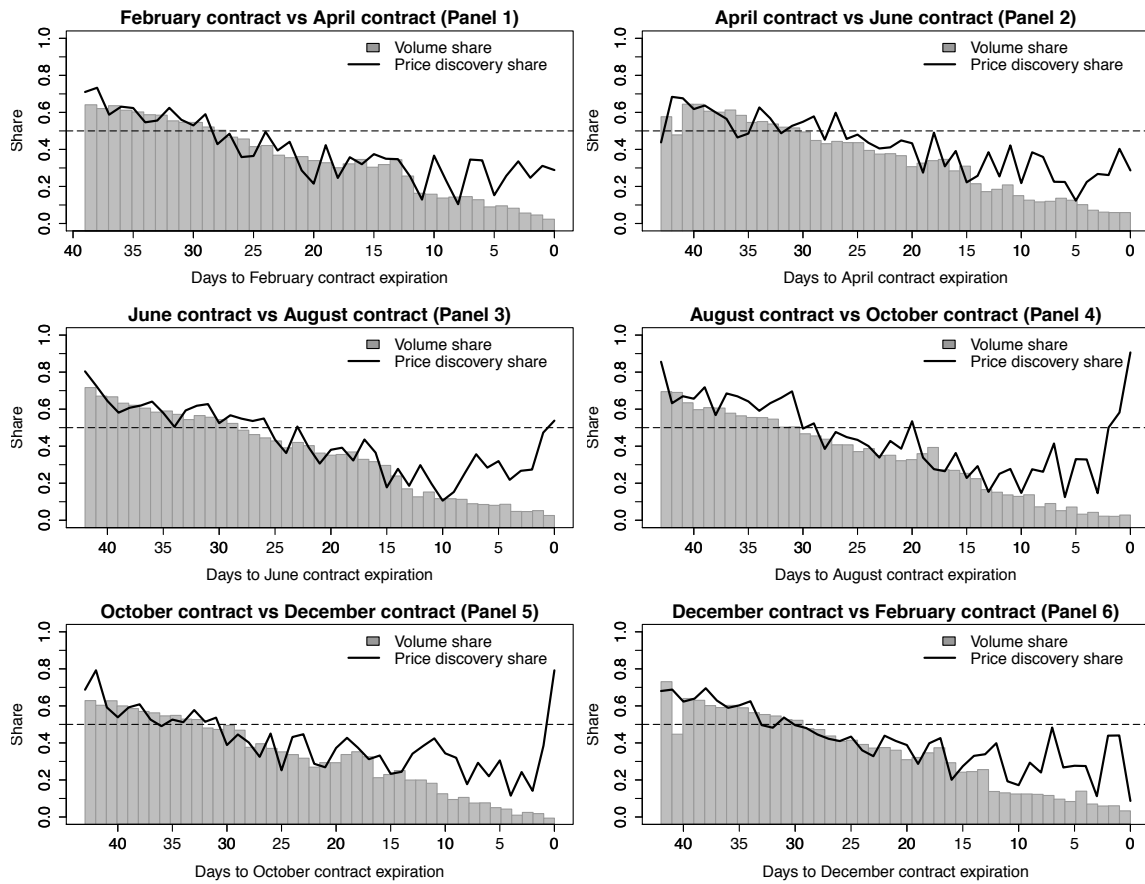 February contract vs April contract (Panel 1)
Share
0.0 0.2 0.4 0.6 0.8 1.0
Volume share
Price discovery share
40 35 30 25 20 15 10 5 0
Days to February contract expiration
April contract vs June contract (Panel 2)
Share
0.0 0.2 0.4 0.6 0.8 1.0
Volume share
Price discovery share
40 35 30 25 20 15 10 5 0
Days to April contract expiration
June contract vs August contract (Panel 3)
Share
0.0 0.2 0.4 0.6 0.8 1.0
Volume share
Price discovery share
40 35 30 25 20 15 10 5 0
Days to June contract expiration
August contract vs October contract (Panel 4)
Share
0.0 0.2 0.4 0.6 0.8 1.0
Volume share
Price discovery share
40 35 30 25 20 15 10 5 0
Days to August contract expiration
October contract vs December contract (Panel 5)
Share
0.0 0.2 0.4 0.6 0.8 1.0
Volume share
Price discovery share
40 35 30 25 20 15 10 5 0
Days to October contract expiration
December contract vs February contract (Panel 6)
Share
0.0 0.2 0.4 0.6 0.8 1.0
Volume share
Price discovery share
40 35 30 25 20 15 10 5 0
Days to December contract expiration